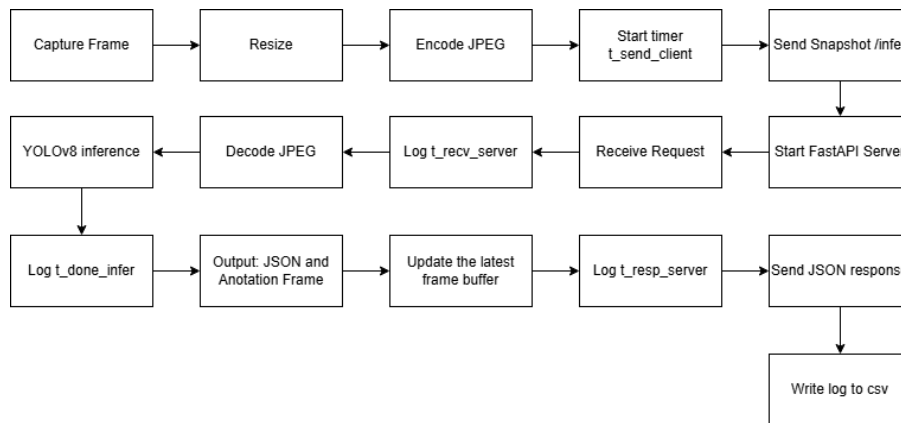 Capture Frame
Resize
Encode JPEG
Start timer
t_send_client
Send Snapshot /infer
Start FastAPI Server
Receive Request
Log t_recv_server
Decode JPEG
YOLOv8 inference
Log t_done_infer
Output: JSON and
Anotation Frame
Update the latest
frame buffer
Log t_resp_server
Send JSON response
Write log to csv